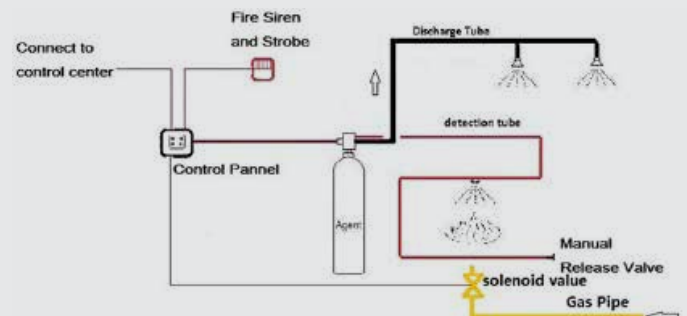 Fire Siren
and Strobe
Connect to
control center
Discharge Tube
detection tube
Control Pannel
Agent
Manual
Release Valve
solenoid value
Gas Pipe